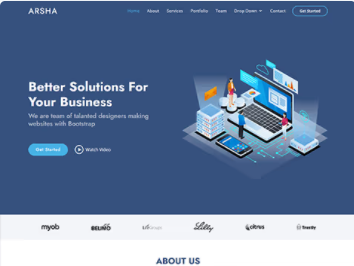 ARSHA
Home About Services Portfolio Team Drop Down Contact Get Started
Better Solutions For
Your Business
We are team of talented designers making
websites with Bootstrap
Get Started Watch Video
myob BELIMO LifeGroups Lilly citrus Trustly
ABOUT US